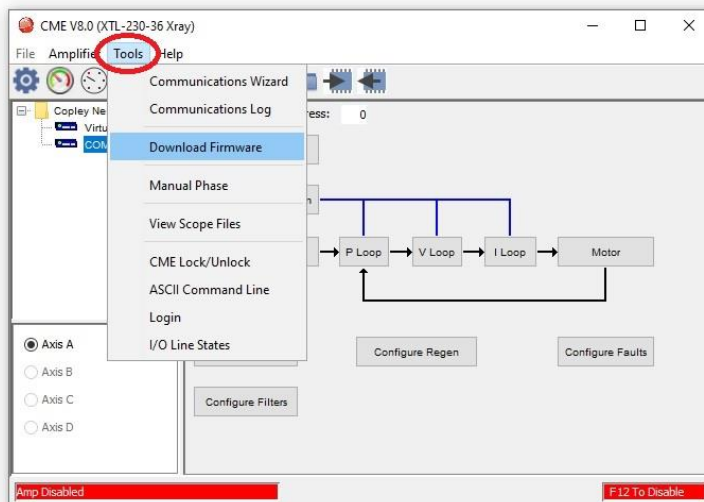 CME V8.0 (XTL-230-36 Xray)
File Amplifier Tools Help
Communications Wizard
Communications Log
Download Firmware
Manual Phase
View Scope Files
CME Lock/Unlock
ASCII Command Line
Login
I/O Line States
Copley Ne
Virtu
COM
ress: 0
n
P Loop
V Loop
I Loop
Motor
Axis A
Axis B
Axis C
Axis D
Configure Regen
Configure Faults
Configure Filters
Amp Disabled
F12 To Disable